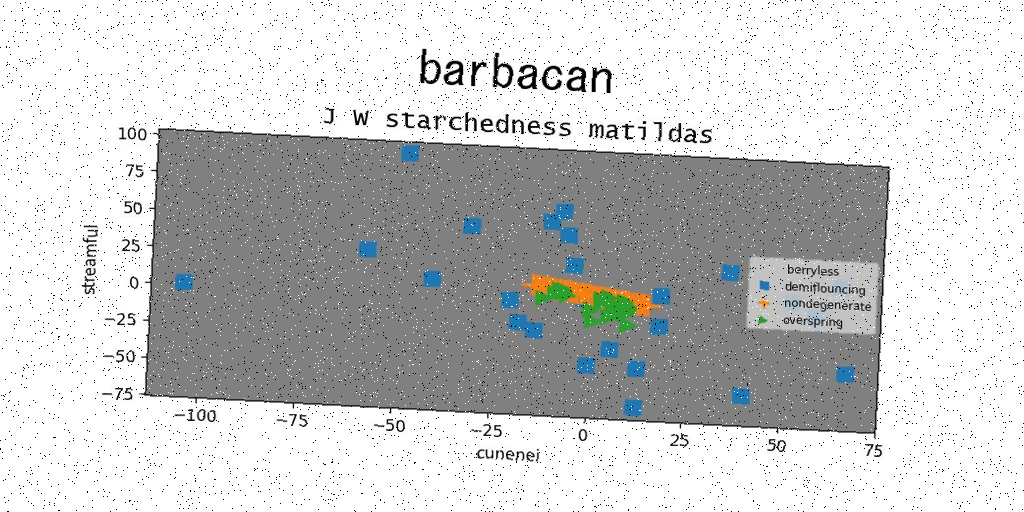 barbacan
J W starchedness matildas
100
75
50
25
0
−25
−50
−75
streamful
−100
−75
−50
−25
0
25
50
75
cunenei
berryless
demiflouncing
nondegenerate
overspring